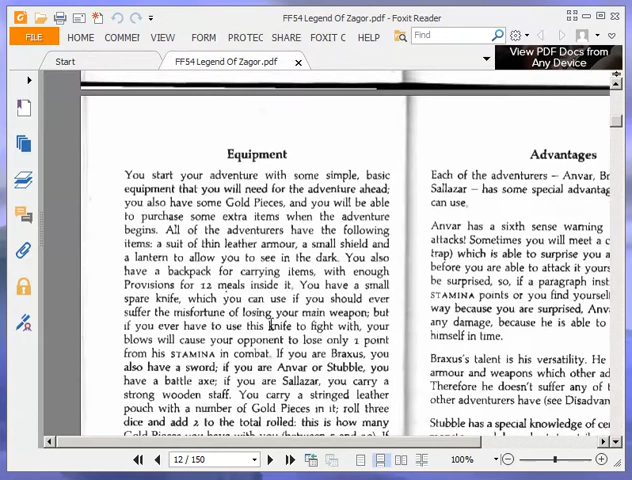 FF54 Legend Of Zagor.pdf - Foxit Reader
FILE HOME COMMEI VIEW FORM PROTEC SHARE FOXIT C HELP Find
Start FF54 Legend Of Zagor.pdf
View PDF Docs from
Any Device
Equipment
You start your adventure with some simple, basic
equipment that you will need for the adventure ahead;
you also have some Gold Pieces, and you will be able
to purchase some extra items when the adventure
begins. All of the adventurers have the following
items: a suit of thin leather armour, a small shield and
a lantern to allow you to see in the dark. You also
have a backpack for carrying items, with enough
Provisions for 12 meals inside it. You have a small
spare knife, which you can use if you should ever
suffer the misfortune of losing your main weapon; but
if you ever have to use this knife to fight with, your
blows will cause your opponent to lose only 1 point
from his STAMINA in combat. If you are Braxus, you
also have a sword; if you are Anvar or Stubble, you
have a battle axe; if you are Sallazar, you carry a
strong wooden staff. You carry a stringed leather
pouch with a number of Gold Pieces in it; roll three
dice and add 2 to the total rolled: this is how many
Gold Pieces you have with you (between 5 and 20). If
Advantages
Each of the adventurers – Anvar, Br
Sallazar – has some special advantag
can use.
Anvar has a sixth sense warning
attacks! Sometimes you will meet a c
trap) which is able to surprise you a
before you are able to attack it yours
be surprised, so, if a paragraph inst
STAMINA points or you find yourself
way because you are surprised, Anv
any damage, because he is able to
himself in time.
Braxus's talent is his versatility. He
armour and weapons which other ad
Therefore he doesn't suffer any of t
other adventurers have (see Disadvan
Stubble has a special knowledge of cer
12 / 150 100%